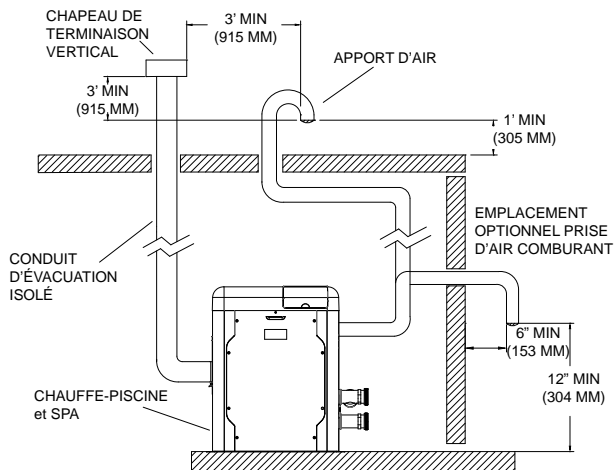 CHAPEAU DE
TERMINAISON
VERTICAL
3’ MIN
(915 MM)
APPORT D’AIR
3’ MIN
(915 MM)
1’ MIN
(305 MM)
EMPLACEMENT
OPTIONNEL PRISE
D’AIR COMBURANT
CONDUIT
D’ÉVACUATION
ISOLÉ
6” MIN
(153 MM)
12” MIN
(304 MM)
CHAUFFE-PISCINE
et SPA